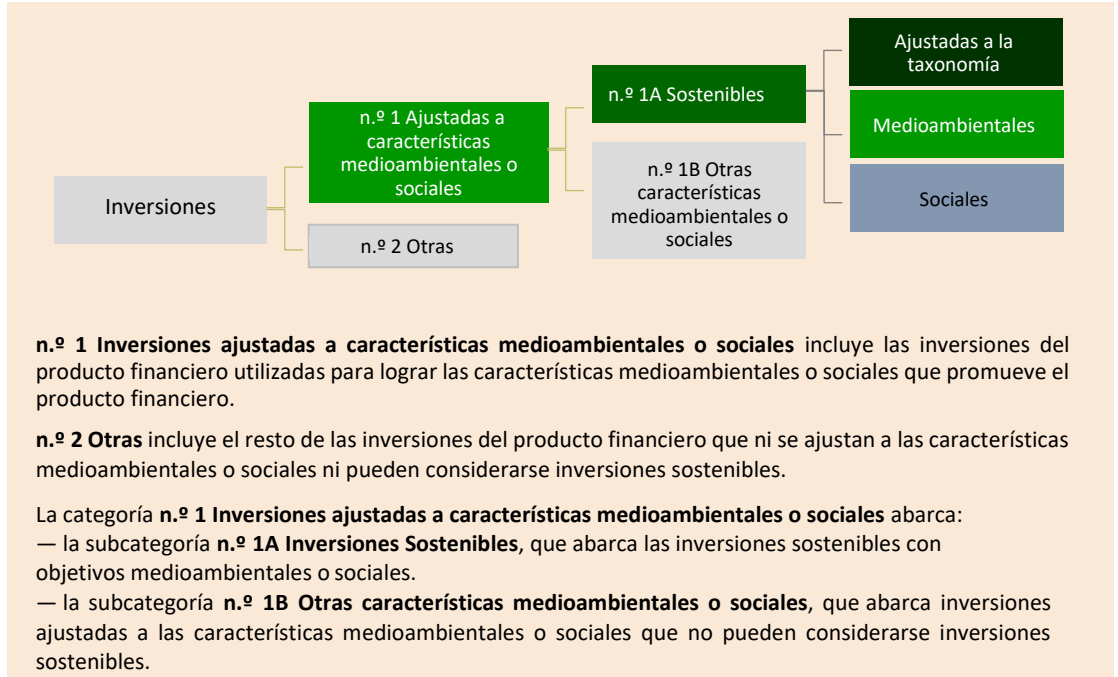 Inversiones
n.º 1 Ajustadas a
características
medioambientales o
sociales
n.º 2 Otras
n.º 1A Sostenibles
n.º 1B Otras
características
medioambientales o
sociales
Ajustadas a la
taxonomía
Medioambientales
Sociales
n.º 1 Inversiones ajustadas a características medioambientales o sociales incluye las inversiones del
producto financiero utilizadas para lograr las características medioambientales o sociales que promueve el
producto financiero.
n.º 2 Otras incluye el resto de las inversiones del producto financiero que ni se ajustan a las características
medioambientales o sociales ni pueden considerarse inversiones sostenibles.
La categoría n.º 1 Inversiones ajustadas a características medioambientales o sociales abarca:
— la subcategoría n.º 1A Inversiones Sostenibles, que abarca las inversiones sostenibles con
objetivos medioambientales o sociales.
— la subcategoría n.º 1B Otras características medioambientales o sociales, que abarca inversiones
ajustadas a las características medioambientales o sociales que no pueden considerarse inversiones
sostenibles.